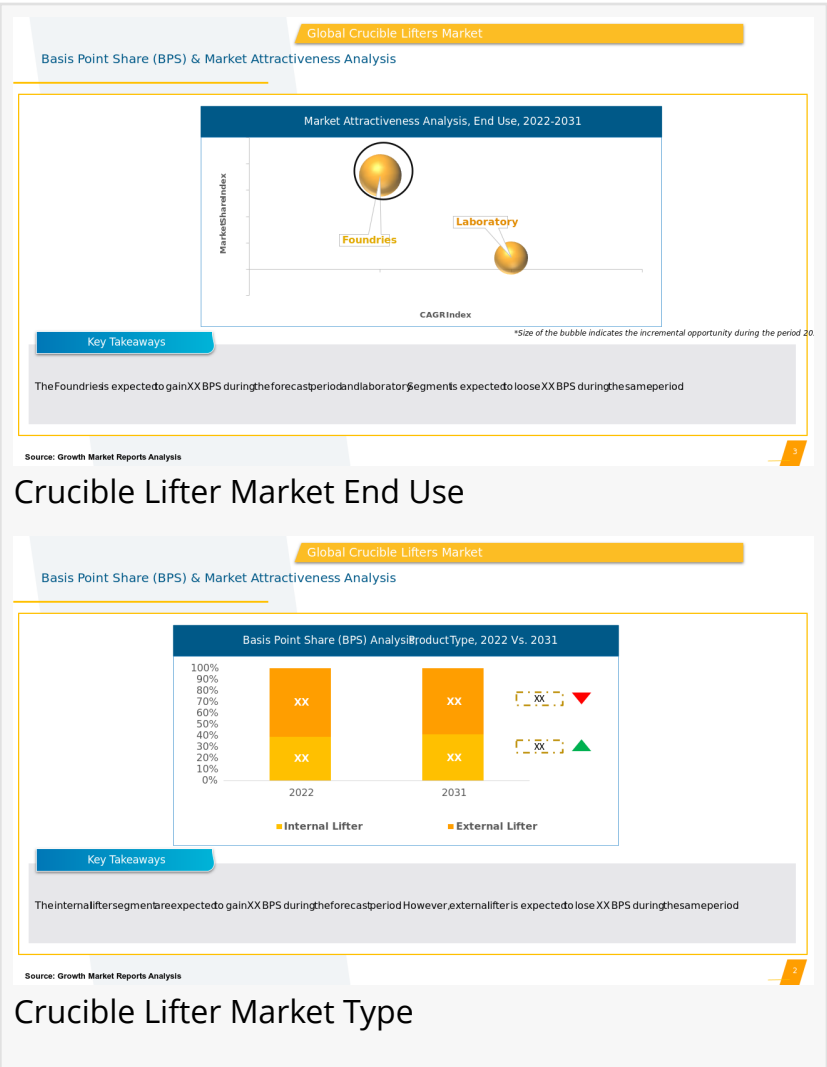 Global Crucible Lifters Market
Basis Point Share (BPS) & Market Attractiveness Analysis
Market Attractiveness Analysis, End Use, 2022-2031
MarketShareIndex
Foundries
Laboratory
CAGRIndex
*Size of the bubble indicates the incremental opportunity during the period 20
Key Takeaways
TheFoundriesis expectedto gainXX BPS duringtheforecastperiodandlaboratorySegmentis expectedto looseXX BPS duringthesameperiod
Source: Growth Market Reports Analysis
3
Crucible Lifter Market End Use
Global Crucible Lifters Market
Basis Point Share (BPS) & Market Attractiveness Analysis
Basis Point Share (BPS) Analysis,ProductType, 2022 Vs. 2031
100%
90%
80%
70%
60%
50%
40%
30%
20%
10%
0%
XX XX XX
XX XX XX
2022 2031
Internal Lifter External Lifter
Key Takeaways
Theinternalliftersegmentareexpectedto gainXX BPS duringtheforecastperiod. However,externallifteris expectedto lose XX BPS duringthesameperiod
Source: Growth Market Reports Analysis
2
Crucible Lifter Market Type